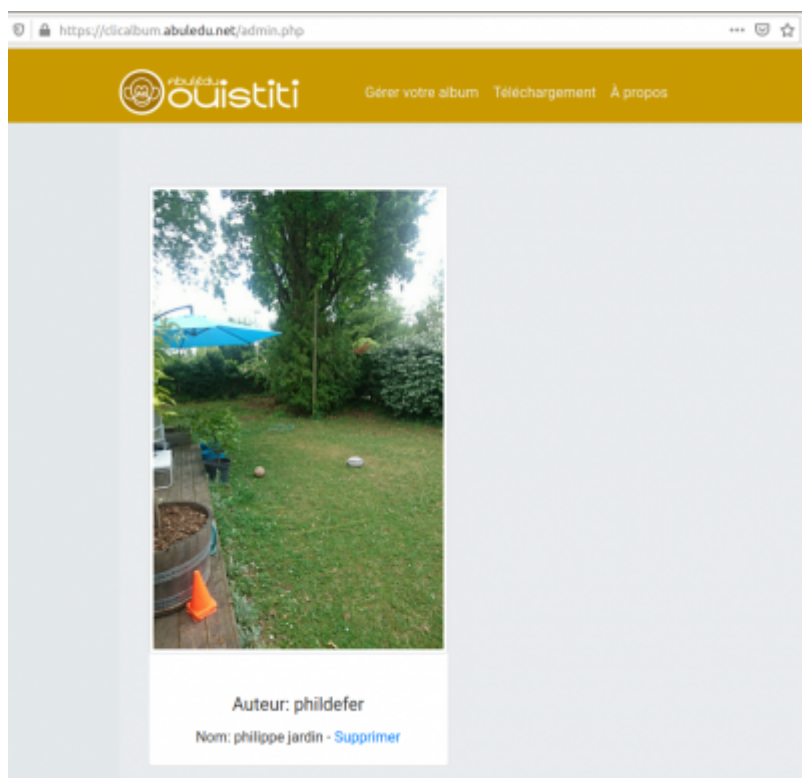 https://clicalbum.abuledu.net/admin.php
abulÉdu
ouistiti
Gérer votre album Téléchargement À propos
Auteur: phildefer
Nom: philippe jardin - Supprimer